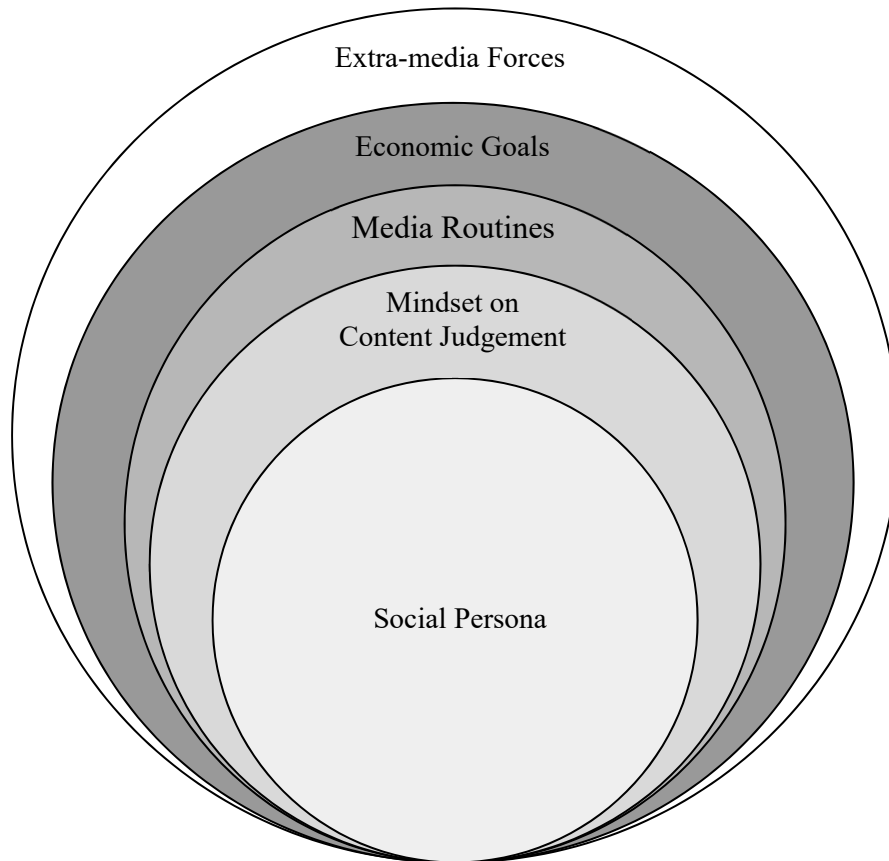 Extra-media Forces
Economic Goals
Media Routines
Mindset on
Content Judgement
Social Persona